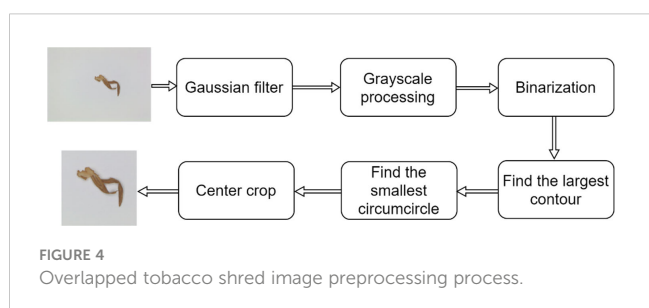 Gaussian filter
Grayscale
processing
Binarization
Find the largest
contour
Find the
smallest
circumcircle
Center crop
FIGURE 4
Overlapped tobacco shred image preprocessing process.